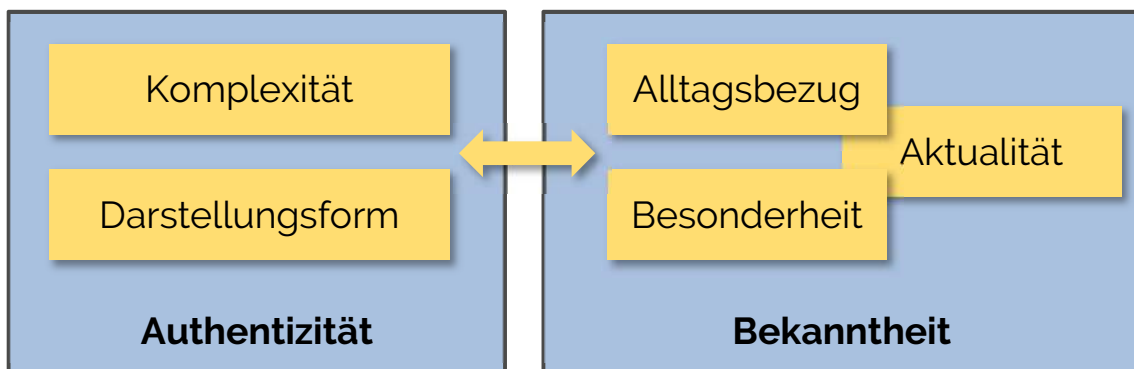 Komplexität
Darstellungsform
Authentizität
Alltagsbezug
Aktualität
Besonderheit
Bekanntheit